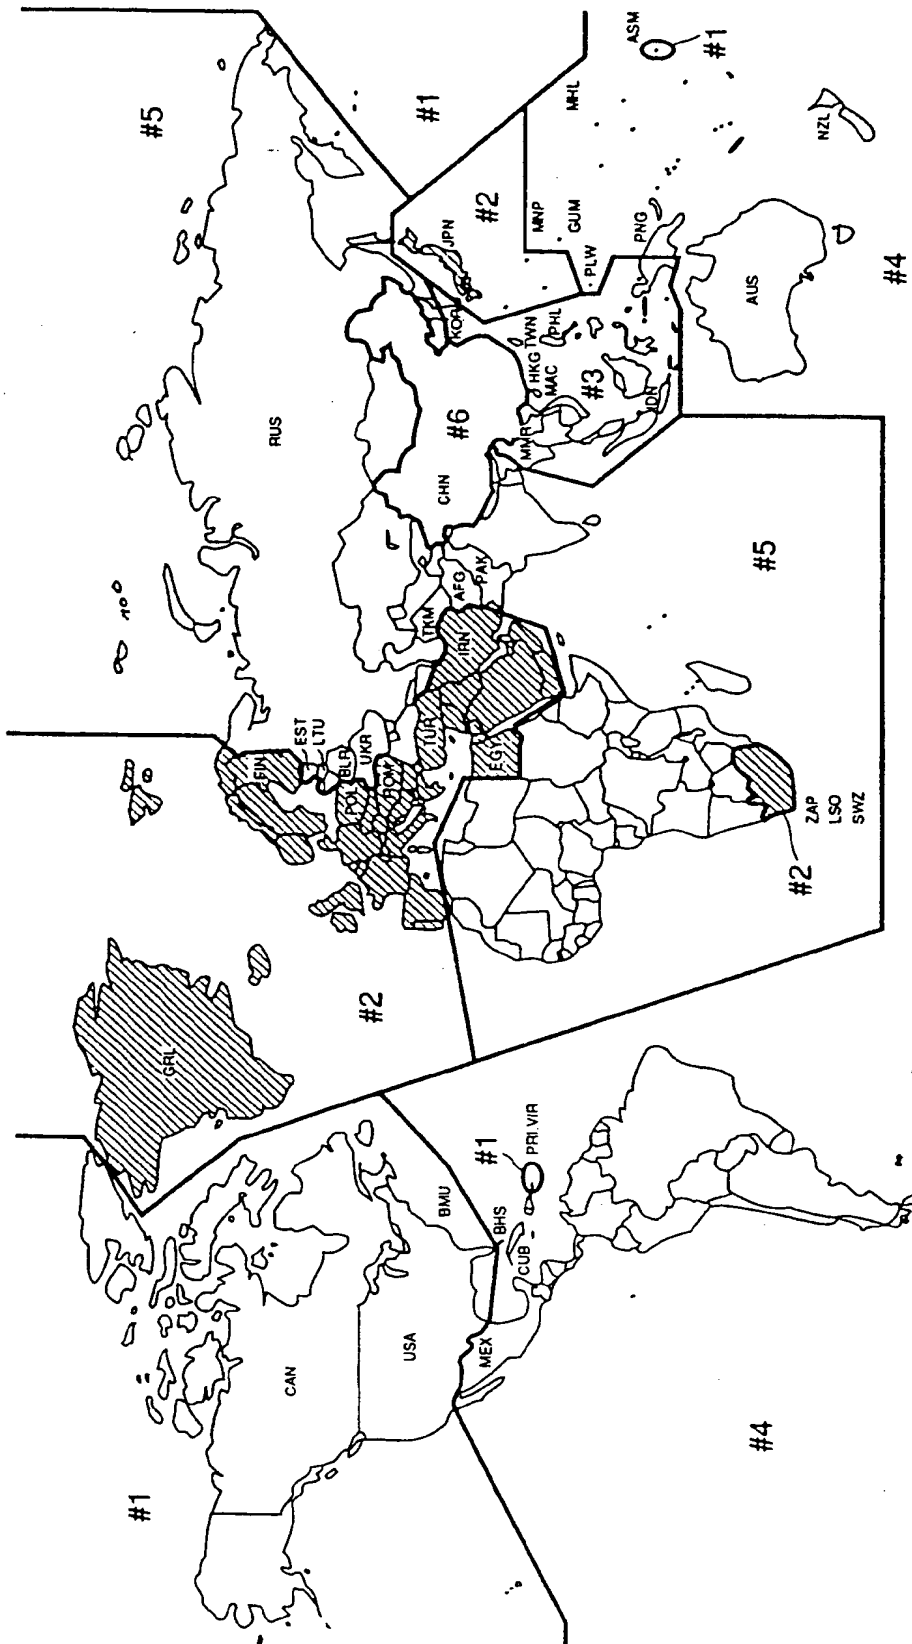 #1
CAN
USA
MEX
BMU
BHS
CUB
#1
PRI.VIR
#4
GRL
#2
FIN
EST
LTU
BLR
POL
UKR
ROM
TUR
EGY
IRN
TKM
AFG
PAK
RUS
#5
CHN
#6
MMR
HKG
MAC
TWN
PHL
#3
IDN
KOR
JPN
#2
#1
MNP
GUM
PLW
MHL
PNG
AUS
NZL
ASM
#1
#4
#5
#2
ZAP
LSO
SWZ